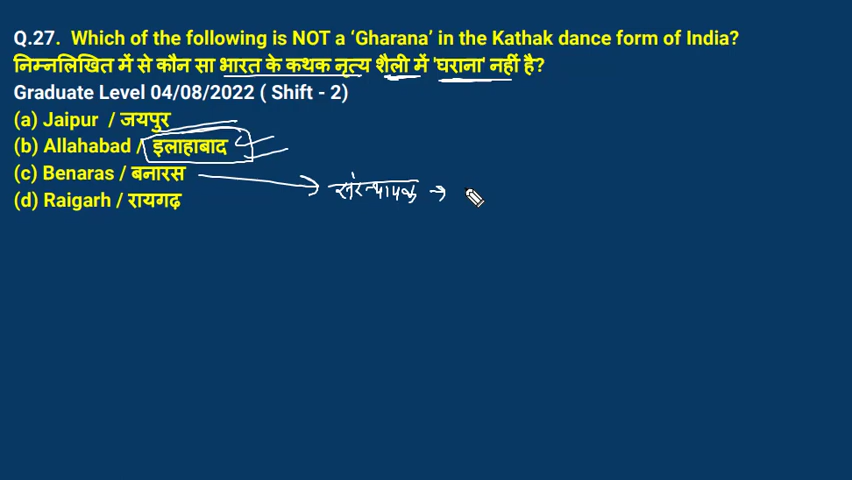 Q.27. Which of the following is NOT a ‘Gharana’ in the Kathak dance form of India?
निम्नलिखित में से कौन सा भारत के कथक नृत्य शैली में 'घराना' नहीं है?
Graduate Level 04/08/2022 ( Shift - 2)
(a) Jaipur / जयपुर
(b) Allahabad / इलाहाबाद
(c) Benaras / बनारस → संस्थापक →
(d) Raigarh / रायगढ़